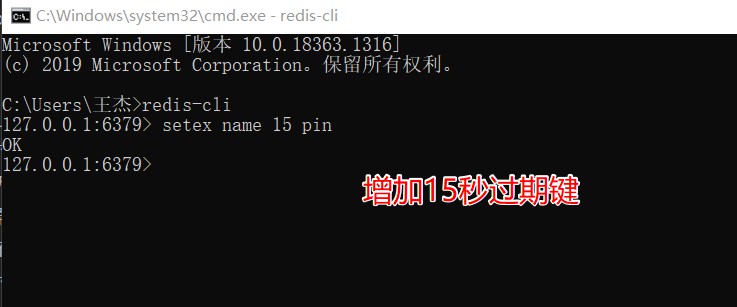 C:\Windows\system32\cmd.exe - redis-cli
Microsoft Windows [版本 10.0.18363.1316]
(c) 2019 Microsoft Corporation。保留所有权利。
C:\Users\王杰>redis-cli
127.0.0.1:6379> setex name 15 pin
OK
127.0.0.1:6379>
增加15秒过期键